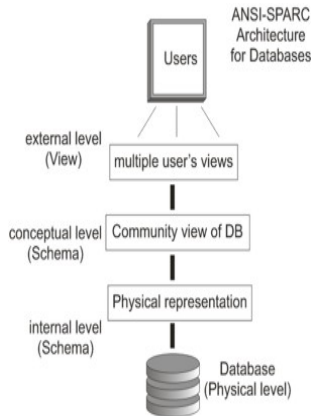 ANSI-SPARC
Architecture
for Databases
Users
external level
(View)
multiple user's views
conceptual level
(Schema)
Community view of DB
Physical representation
internal level
(Schema)
Database
(Physical level)